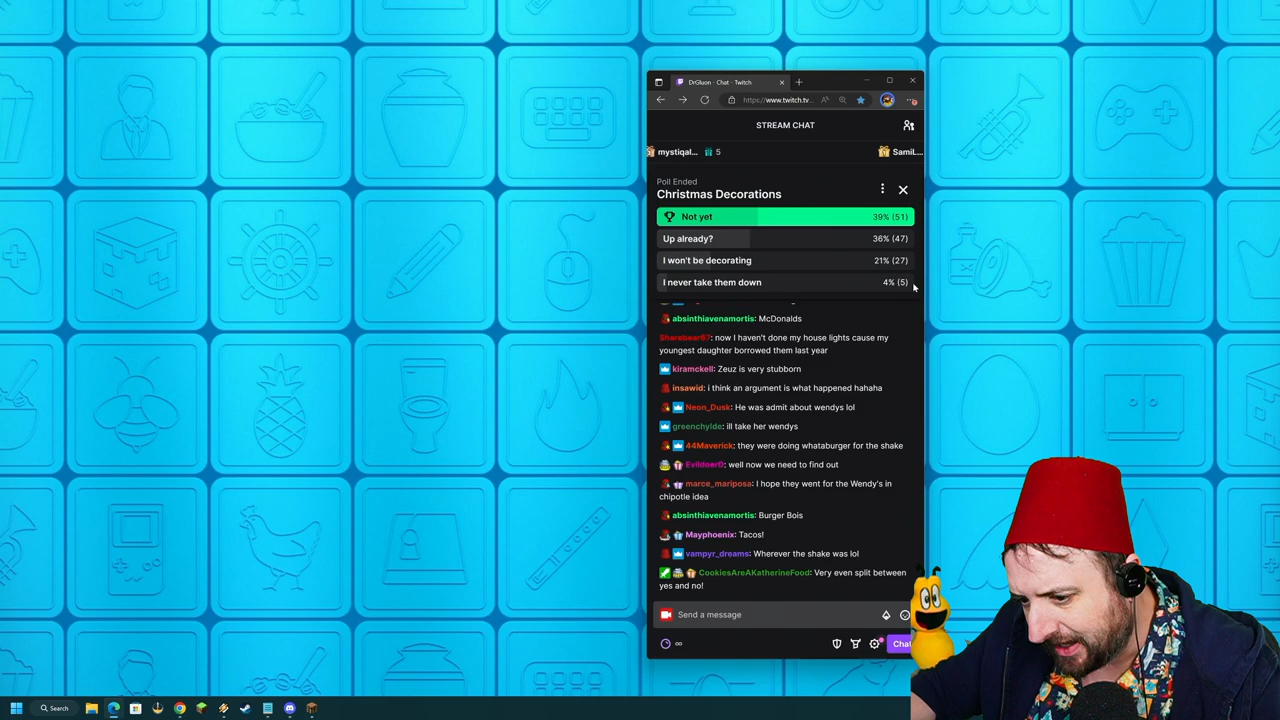 DrGluon - Chat - Twitch
https://www.twitch.tv...
STREAM CHAT
mystiqal... 5 SamiL...
Poll Ended
Christmas Decorations
Not yet 39% (51)
Up already? 36% (47)
I won't be decorating 21% (27)
I never take them down 4% (5)
absinthiavenamortis: McDonalds
Sharebear67: now I haven't done my house lights cause my
youngest daughter borrowed them last year
kiramckell: Zeuz is very stubborn
insawid: i think an argument is what happened hahaha
Neon_Dusk: He was admit about wendys lol
greenchylde: ill take her wendys
44Maverick: they were doing whataburger for the shake
EvildoerD: well now we need to find out
marce_mariposa: I hope they went for the Wendy's in
chipotle idea
absinthiavenamortis: Burger Bois
Mayphoenix: Tacos!
vampyr_dreams: Wherever the shake was lol
CookiesAreAKatherineFood: Very even split between
yes and no!
Send a message
∞ Chat
Search